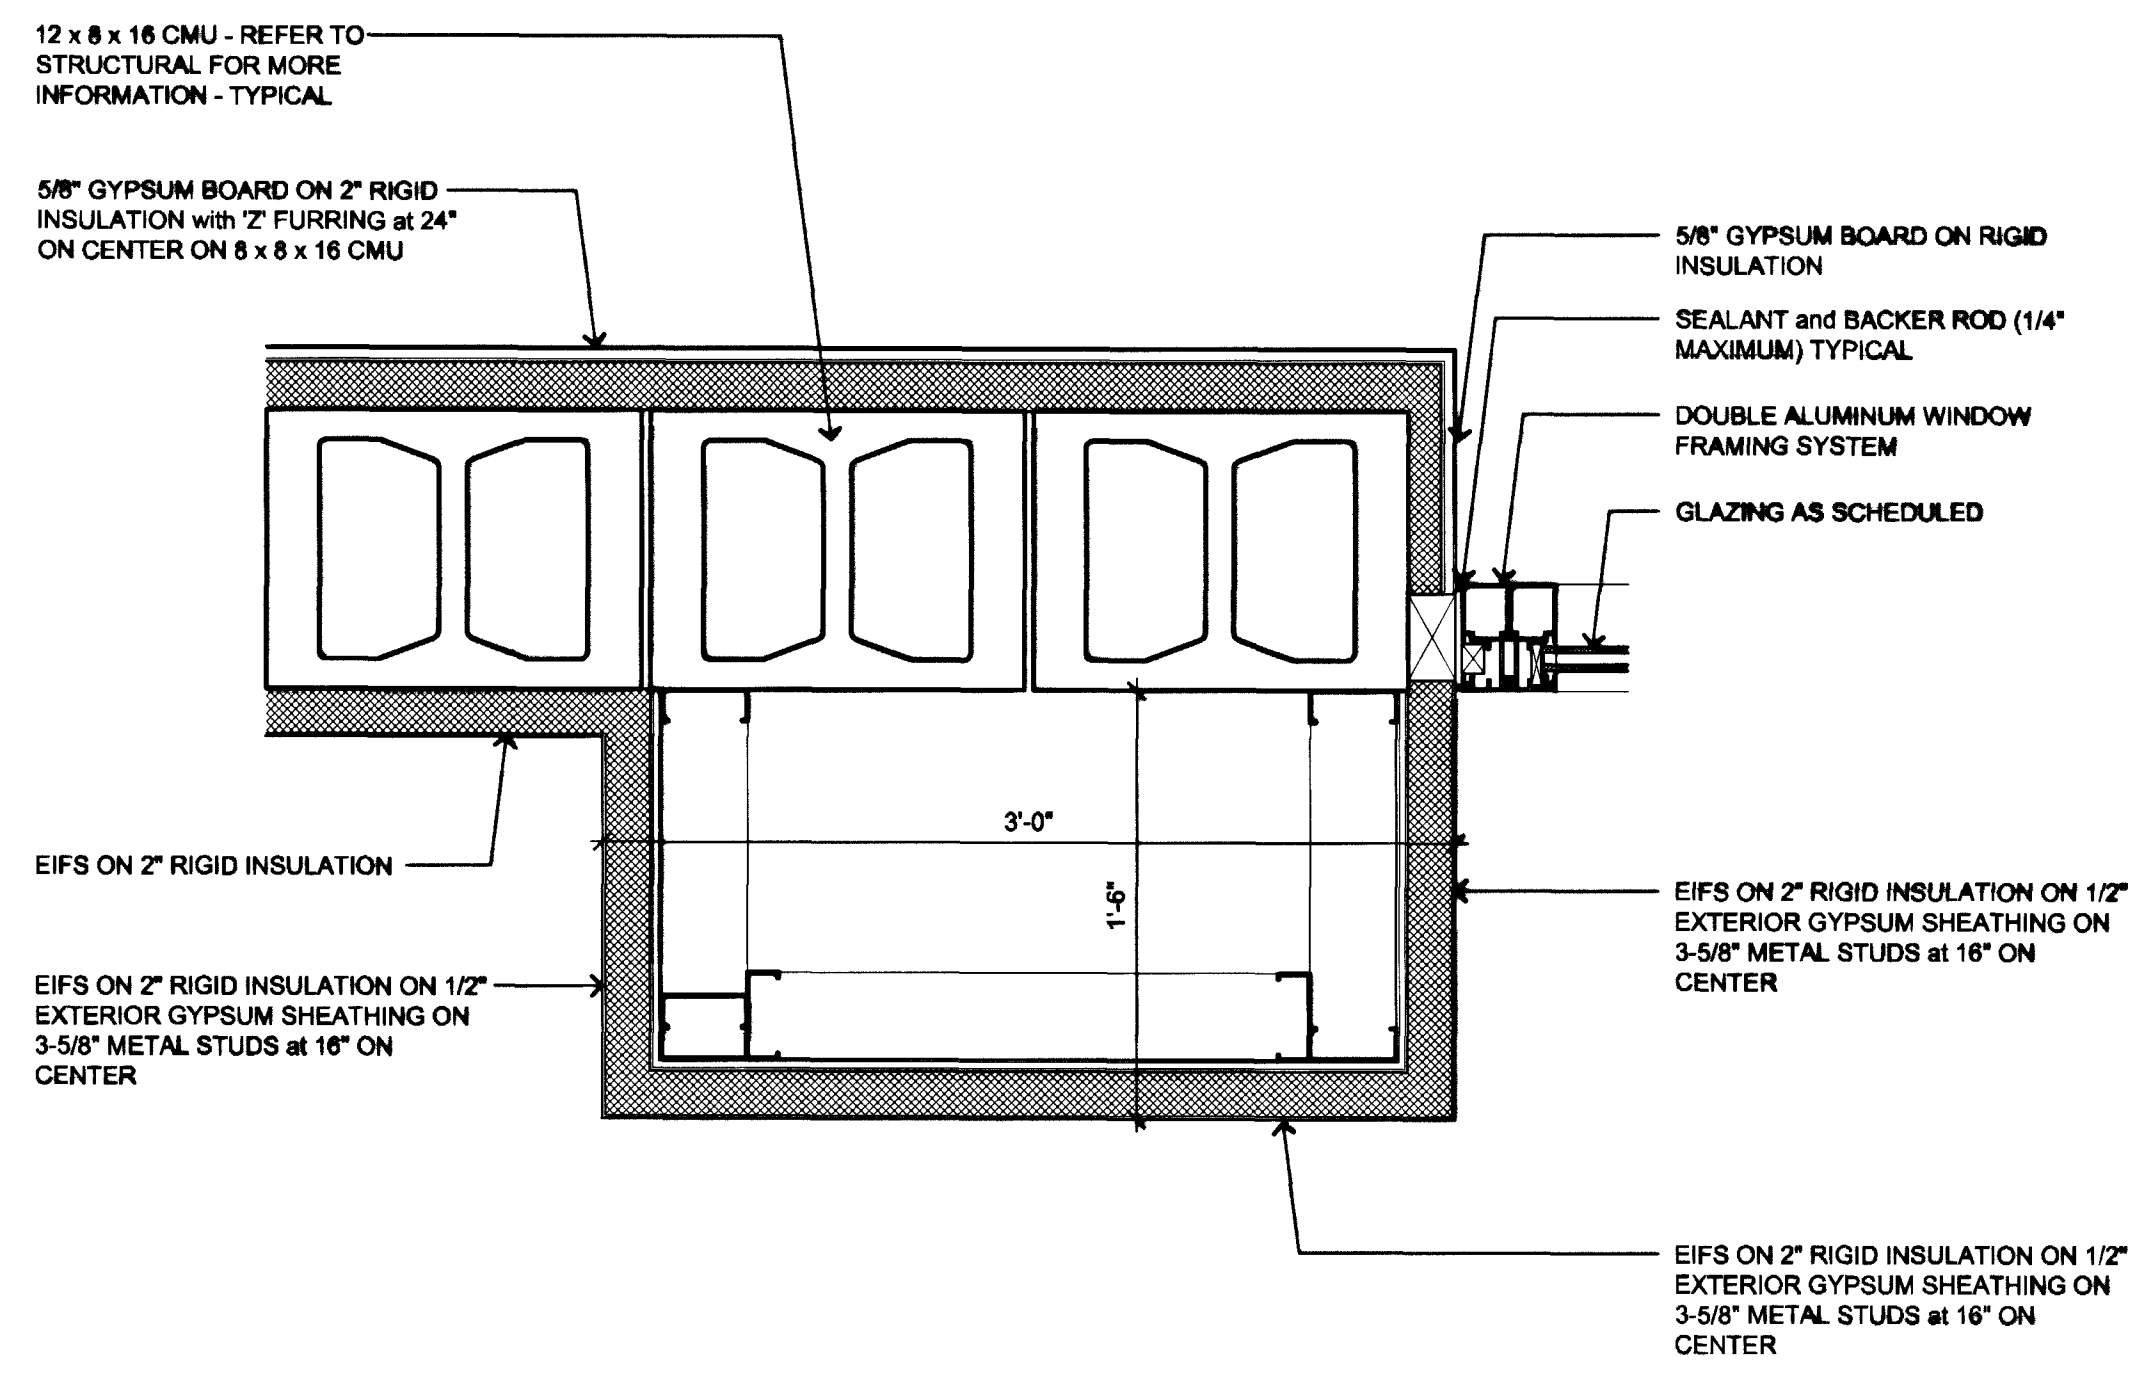 12 x 8 x 16 CMU - REFER TO
STRUCTURAL FOR MORE
INFORMATION - TYPICAL
5/8" GYPSUM BOARD ON 2" RIGID
INSULATION with 'Z' FURRING at 24"
ON CENTER ON 8 x 8 x 16 CMU
5/8" GYPSUM BOARD ON RIGID
INSULATION
SEALANT and BACKER ROD (1/4"
MAXIMUM) TYPICAL
DOUBLE ALUMINUM WINDOW
FRAMING SYSTEM
GLAZING AS SCHEDULED
3'-0"
1'-6"
EIFS ON 2" RIGID INSULATION
EIFS ON 2" RIGID INSULATION ON 1/2"
EXTERIOR GYPSUM SHEATHING ON
3-5/8" METAL STUDS at 16" ON
CENTER
EIFS ON 2" RIGID INSULATION ON 1/2"
EXTERIOR GYPSUM SHEATHING ON
3-5/8" METAL STUDS at 16" ON
CENTER
EIFS ON 2" RIGID INSULATION ON 1/2"
EXTERIOR GYPSUM SHEATHING ON
3-5/8" METAL STUDS at 16" ON
CENTER